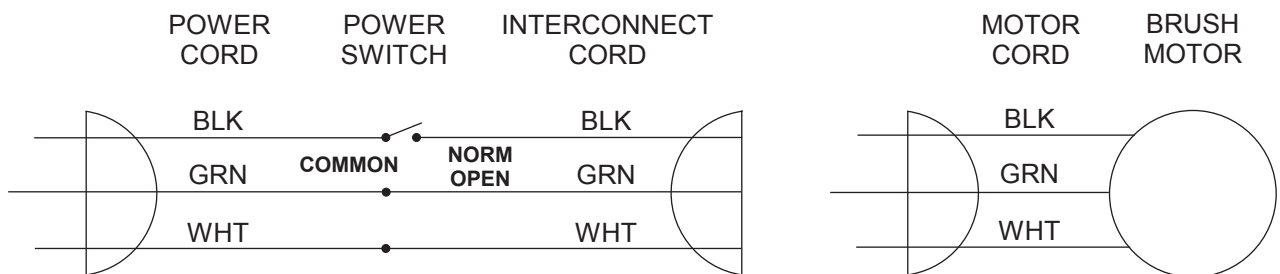 POWER CORD
POWER SWITCH
INTERCONNECT CORD
MOTOR CORD
BRUSH MOTOR
BLK
BLK
BLK
COMMON
NORM OPEN
GRN
GRN
GRN
WHT
WHT
WHT